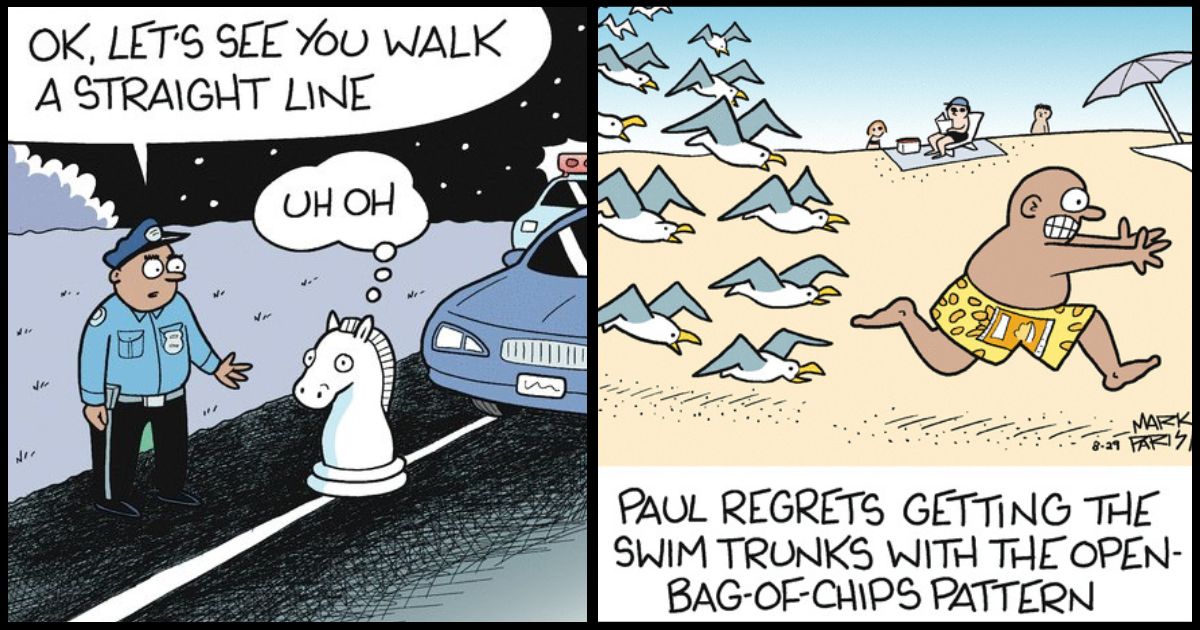 OK, LET'S SEE YOU WALK
A STRAIGHT LINE
UH OH
MARK
PARISI
8-29
PAUL REGRETS GETTING THE
SWIM TRUNKS WITH THE OPEN-
BAG-OF-CHIPS PATTERN